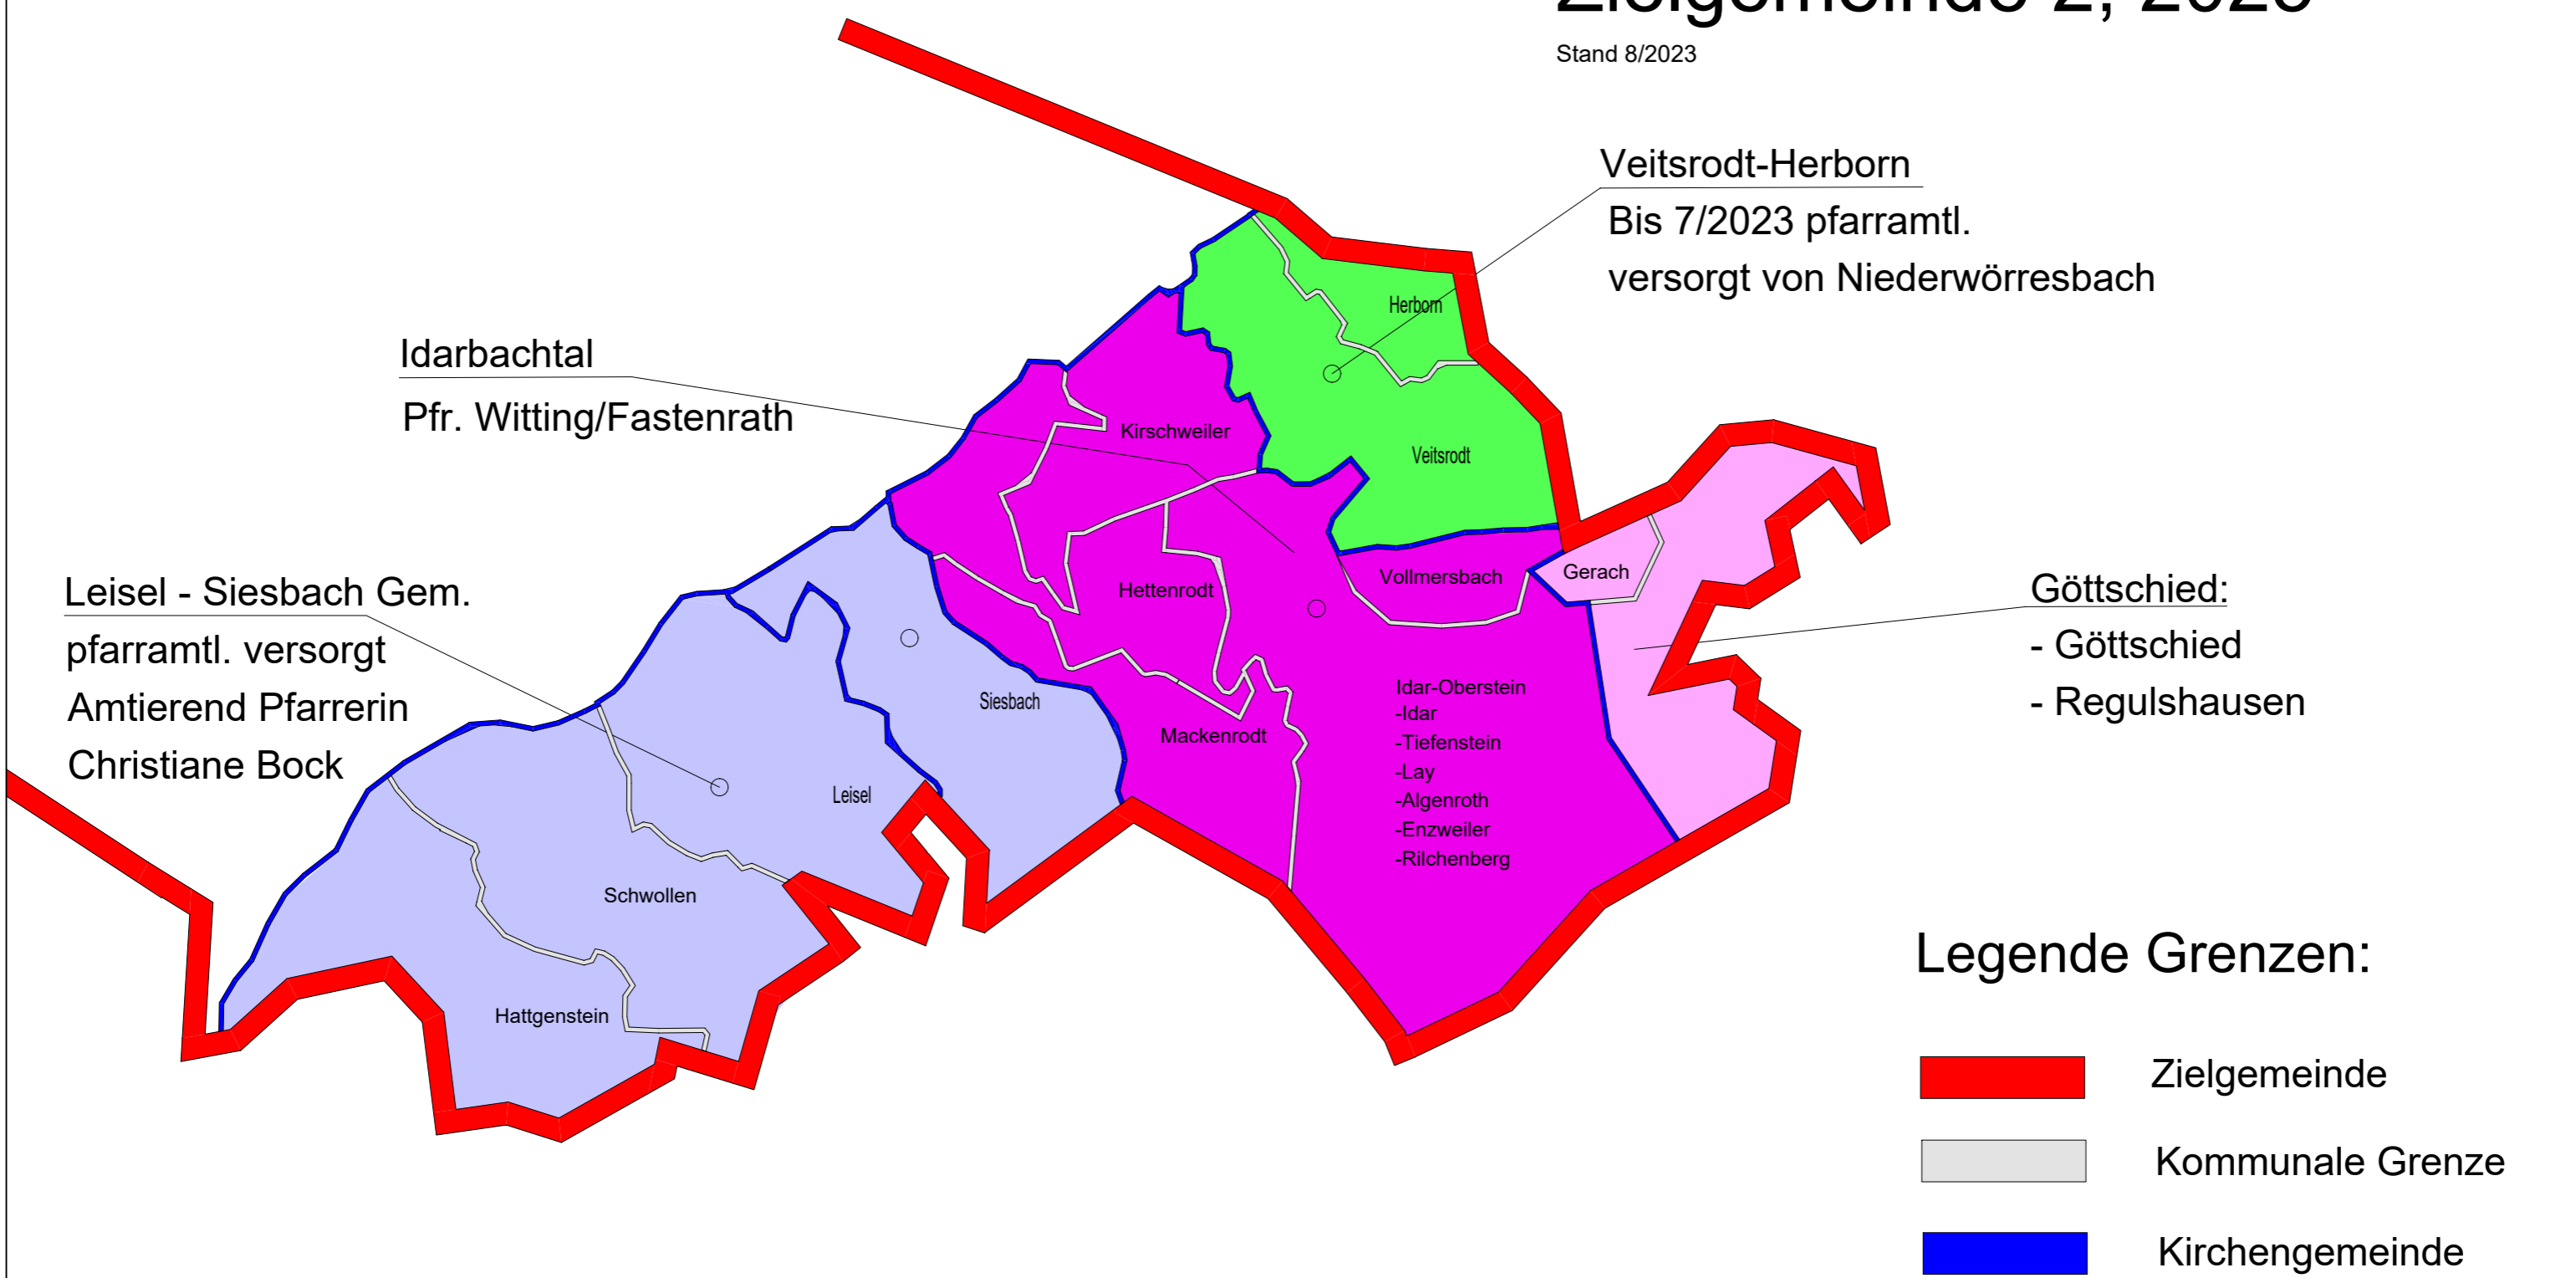 Stand 8/2023
Veitsrodt-Herborn
Bis 7/2023 pfarramtl.
versorgt von Niederwörresbach
Idarbachtal
Pfr. Witting/Fastenrath
Leisel - Siesbach Gem.
pfarramtl. versorgt
Amtierend Pfarrerin
Christiane Bock
Göttschied:
- Göttschied
- Regulshausen
Herborn
Veitsrodt
Kirschweiler
Hettenrodt
Vollmersbach
Gerach
Siesbach
Mackenrodt
Idar-Oberstein
-Idar
-Tiefenstein
-Lay
-Algenroth
-Enzweiler
-Rilchenberg
Leisel
Schwollen
Hattgenstein
Legende Grenzen:
Zielgemeinde
Kommunale Grenze
Kirchengemeinde